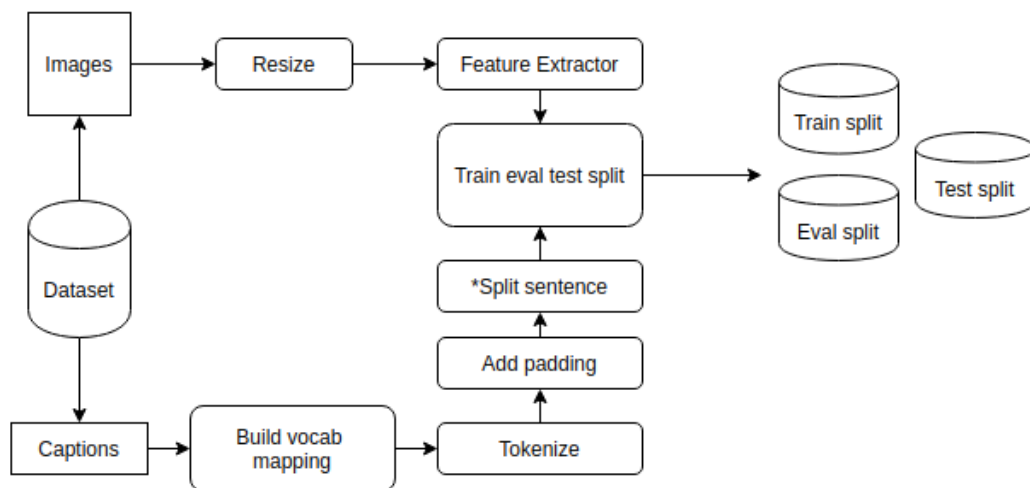 Images
Resize
Feature Extractor
Train split
Train eval test split
Test split
Eval split
*Split sentence
Dataset
Add padding
Captions
Build vocab
mapping
Tokenize